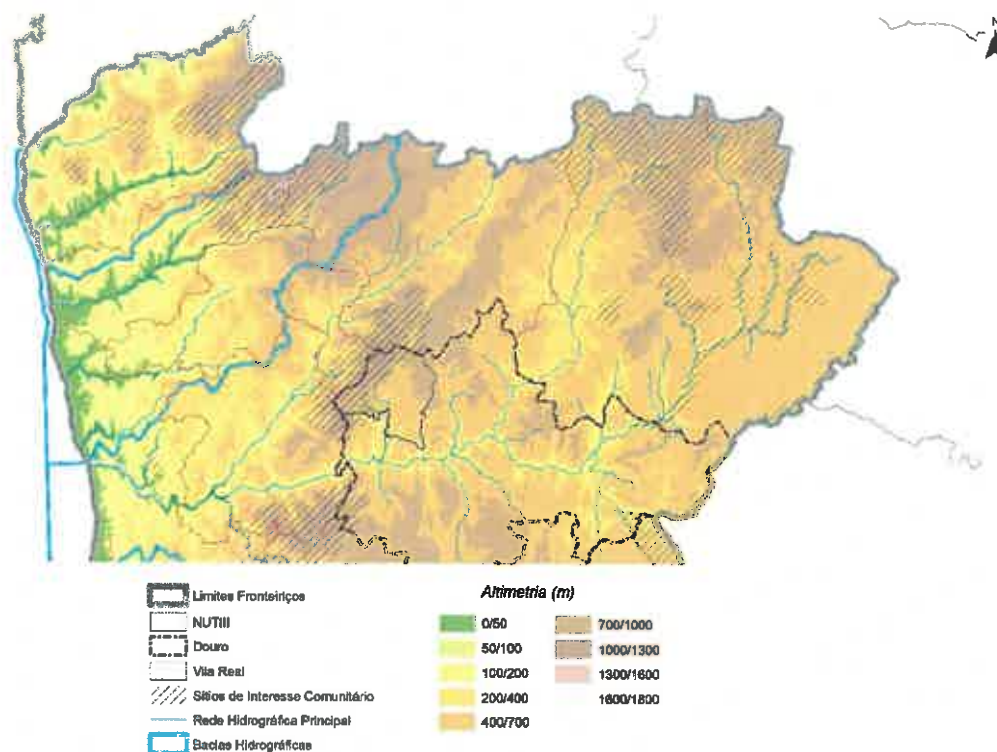 N
Limites Fronteiriços
NUTIII
Douro
Vila Real
Sítios de Interesse Comunitário
Rede Hidrográfica Principal
Bacias Hidrográficas
Altimetria (m)
0/50
50/100
100/200
200/400
400/700
700/1000
1000/1300
1300/1600
1600/1800